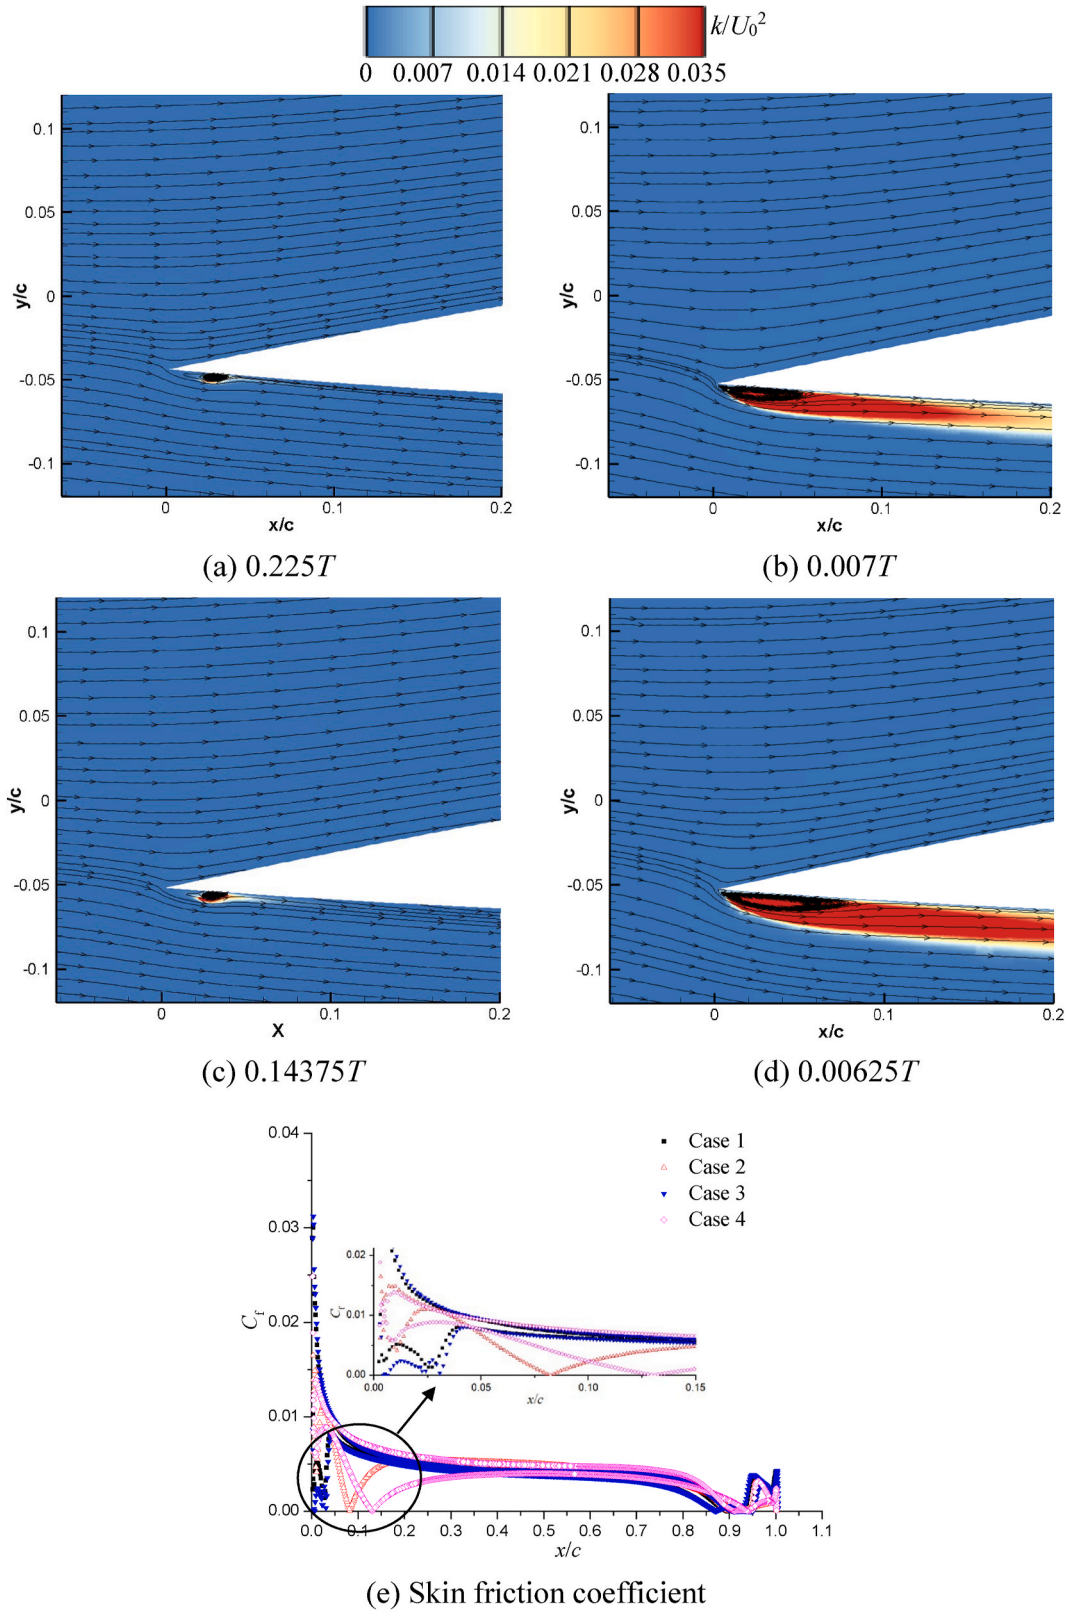 k/U₀²
0 0.007 0.014 0.021 0.028 0.035
0.1
0.05
0
-0.05
-0.1
y/c
0 0.1 0.2
x/c
(a) 0.225T
0.1
0.05
0
-0.05
-0.1
y/c
0 0.1 0.2
x/c
(b) 0.007T
0.1
0.05
0
-0.05
-0.1
y/c
0 0.1 0.2
X
(c) 0.14375T
0.1
0.05
0
-0.05
-0.1
y/c
0 0.1 0.2
x/c
(d) 0.00625T
0.04
0.03
0.02
0.01
0.00
C_f
Case 1
Case 2
Case 3
Case 4
0.02
0.01
0.00
C_f
0.00 0.05 0.10 0.15
x/c
0.0 0.1 0.2 0.3 0.4 0.5 0.6 0.7 0.8 0.9 1.0 1.1
x/c
(e) Skin friction coefficient